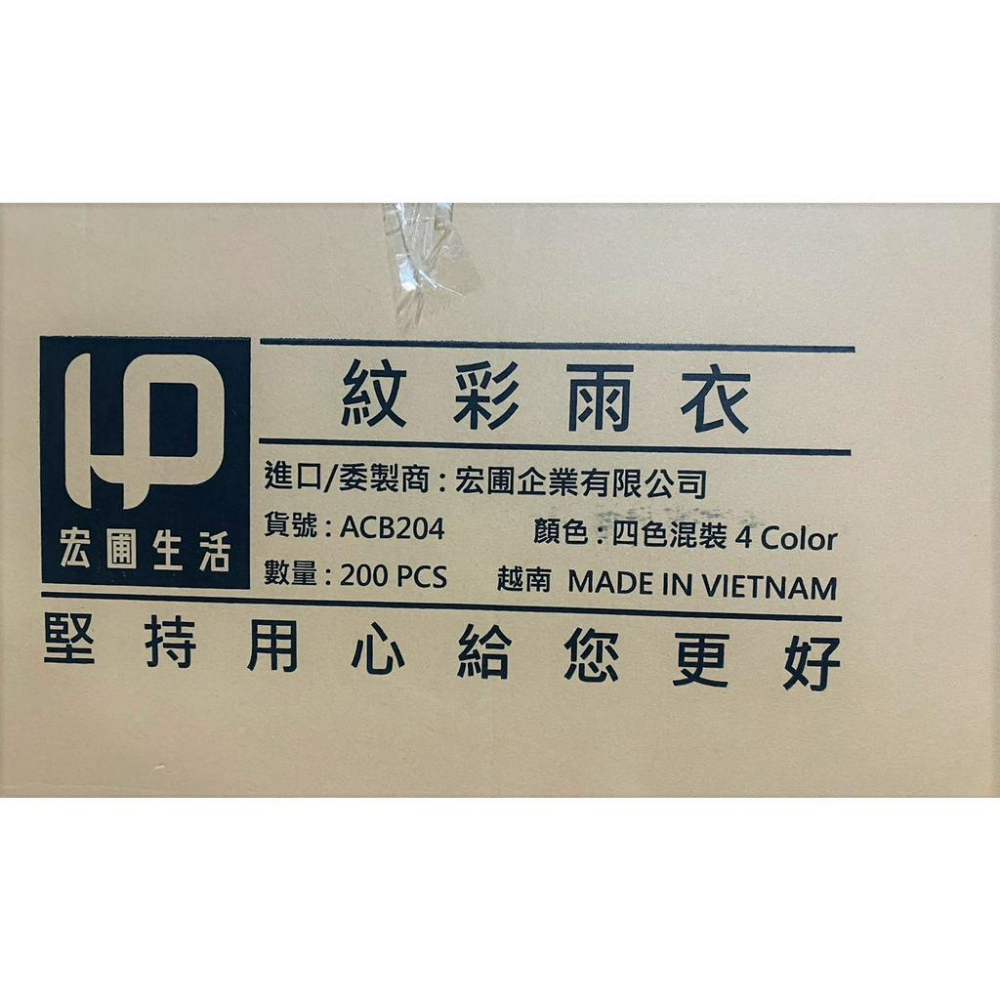 紋彩雨衣
宏圃生活
進口/委製商:宏圃企業有限公司
貨號:ACB204 顏色:四色混裝 4 Color
數量:200 PCS 越南 MADE IN VIETNAM
堅持用心給您更好